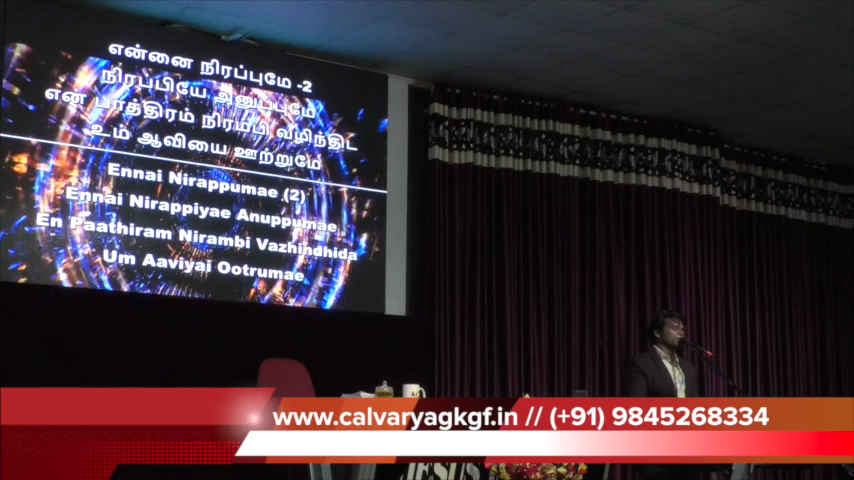 என்னை நிரப்புமே -2
நிரப்பியே அனுப்புமே
என் பாத்திரம் நிரம்பி வழிந்திட
உம் ஆவியை ஊற்றுமே
Ennai Nirappumae (2)
Ennai Nirappiyae Anuppumae
En Paathiram Nirambi Vazhindhida
Um Aaviyai Ootrumae
www.calvaryagkgf.in // (+91) 9845268334
JESUS